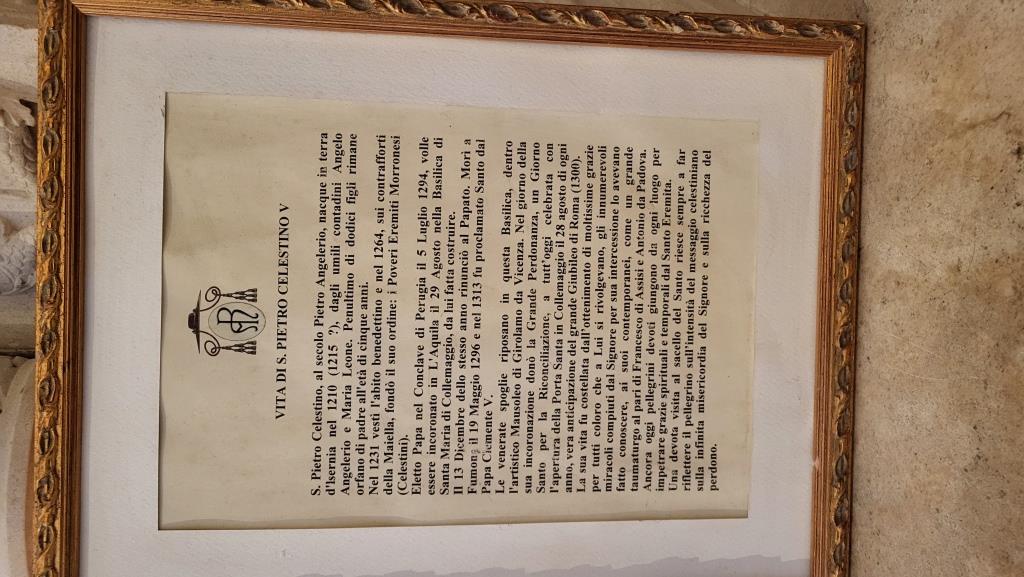 VITA DI S. PIETRO CELESTINO V
S. Pietro Celestino, al secolo Pietro Angelerio, nacque in terra
d'Isernia nel 1210 (1215 ?), dagli umili contadini Angelo
Angelerio e Maria Leone. Penultimo di dodici figli rimane
orfano di padre all'età di cinque anni.
Nel 1231 vestì l'abito benedettino e nel 1264, sui contrafforti
della Maiella, fondò il suo ordine: i Poveri Eremiti Morronesi
(Celestini).
Eletto Papa nel Conclave di Perugia il 5 Luglio 1294, volle
essere incoronato in L'Aquila il 29 Agosto nella Basilica di
Santa Maria di Collemaggio, da lui fatta costruire.
Il 13 Dicembre dello stesso anno rinunciò al Papato. Morì a
Fumone il 19 Maggio 1296 e nel 1313 fu proclamato Santo dal
Papa Clemente V.
Le venerate spoglie riposano in questa Basilica, dentro
l'artistico Mausoleo di Girolamo da Vicenza. Nel giorno della
sua incoronazione donò la Grande Perdonanza, un Giorno
Santo per la Riconciliazione, a tutt'oggi celebrata con
l'apertura della Porta Santa in Collemaggio il 28 agosto di ogni
anno, vera anticipazione del grande Giubileo di Roma (1300).
La sua vita fu costellata dall'ottenimento di moltissime grazie
per tutti coloro che a Lui si rivolgevano, gli innumerevoli
miracoli compiuti dal Signore per sua intercessione lo avevano
fatto conoscere, ai suoi contemporanei, come un grande
taumaturgo al pari di Francesco di Assisi e Antonio da Padova.
Ancora oggi pellegrini devoti giungono da ogni luogo per
impetrare grazie spirituali e temporali dal Santo Eremita.
Una devota visita al sacello del Santo riesce sempre a far
riflettere il pellegrino sull'intensità del messaggio celestiniano
sulla infinita misericordia del Signore e sulla ricchezza del
perdono.